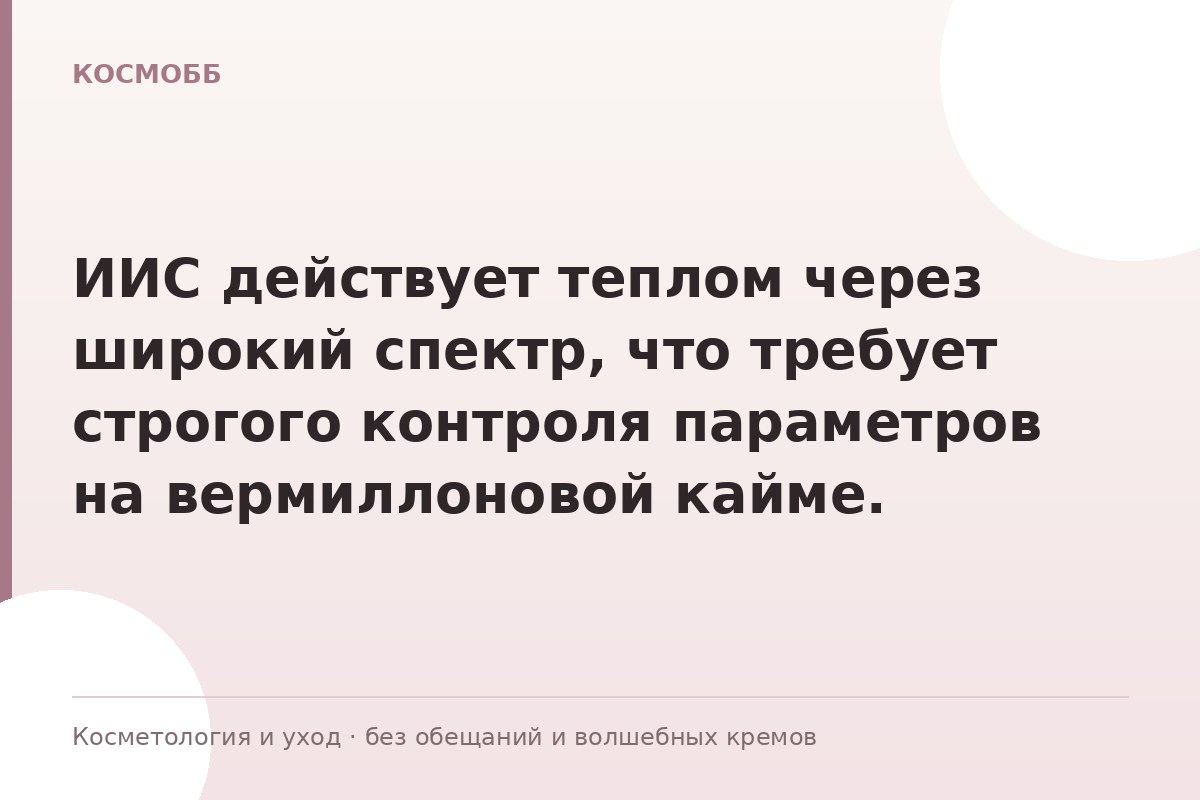 КОСМОББ
ИИС действует теплом через
широкий спектр, что требует
строгого контроля параметров
на вермиллоновой кайме.
Косметология и уход · без обещаний и волшебных кремов